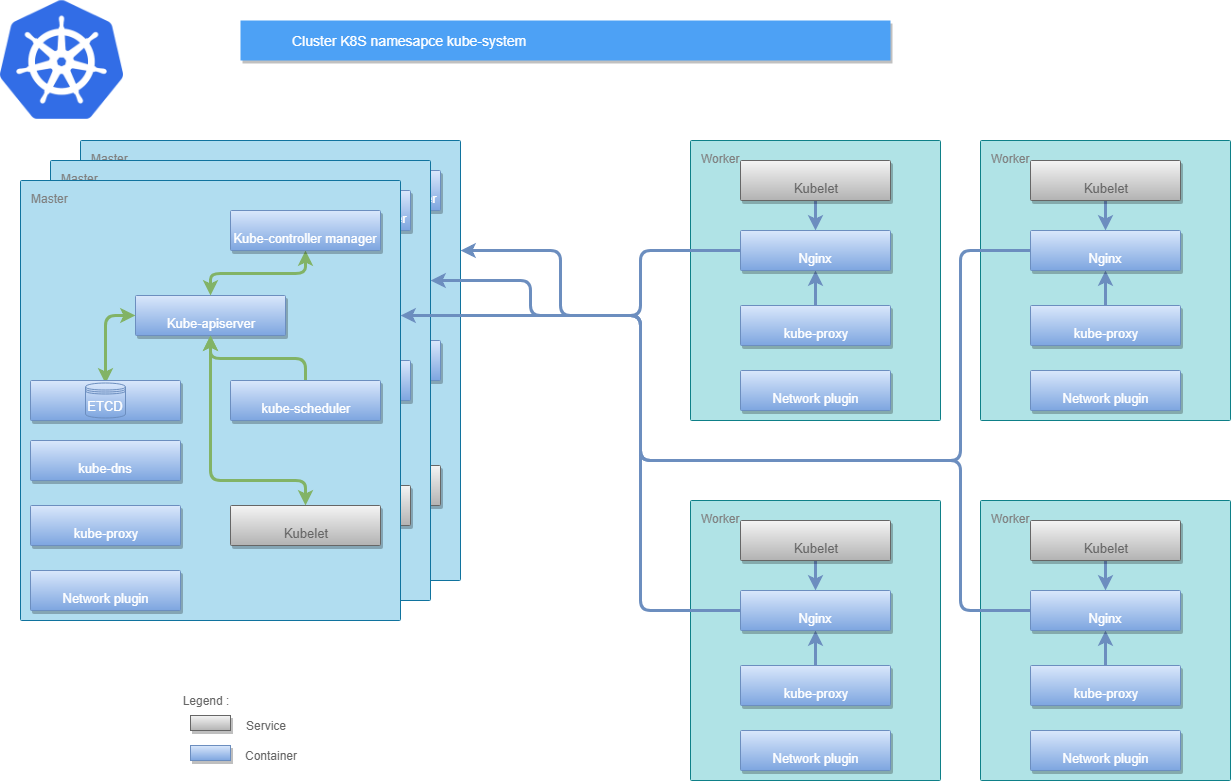 Cluster K8S namesapce kube-system
Master
Master
Master
Kube-controller manager
r
r
Kube-apiserver
ETCD
kube-scheduler
kube-dns
kube-proxy
Kubelet
Network plugin
Worker
Kubelet
Nginx
kube-proxy
Network plugin
Worker
Kubelet
Nginx
kube-proxy
Network plugin
Worker
Kubelet
Nginx
kube-proxy
Network plugin
Worker
Kubelet
Nginx
kube-proxy
Network plugin
Legend :
Service
Container